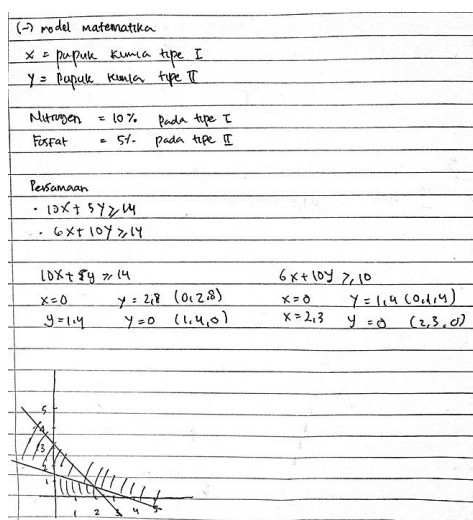 (-) model matematika
x = pupuk kimia tipe I
y = pupuk kimia tipe II
Nitrogen = 10% pada tipe I
Fosfat = 5% pada tipe II
Persamaan
- 10x + 5y ≥ 14
- 6x + 10y ≥ 14
10x + 5y ≥ 14 6x + 10y ≥ 10
x=0 y = 2,8 (0,2,8) x=0 y = 1,4 (0,1,4)
y=1,4 y=0 (1,4,0) x=2,3 y=0 (2,3,0)
5
4
3
2
1
1 2 3 4 5